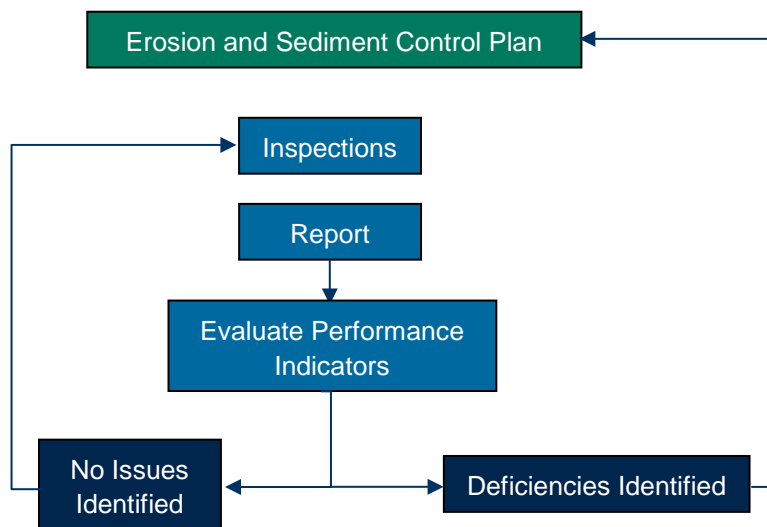 Erosion and Sediment Control Plan
Inspections
Report
Evaluate Performance
Indicators
No Issues
Identified
Deficiencies Identified